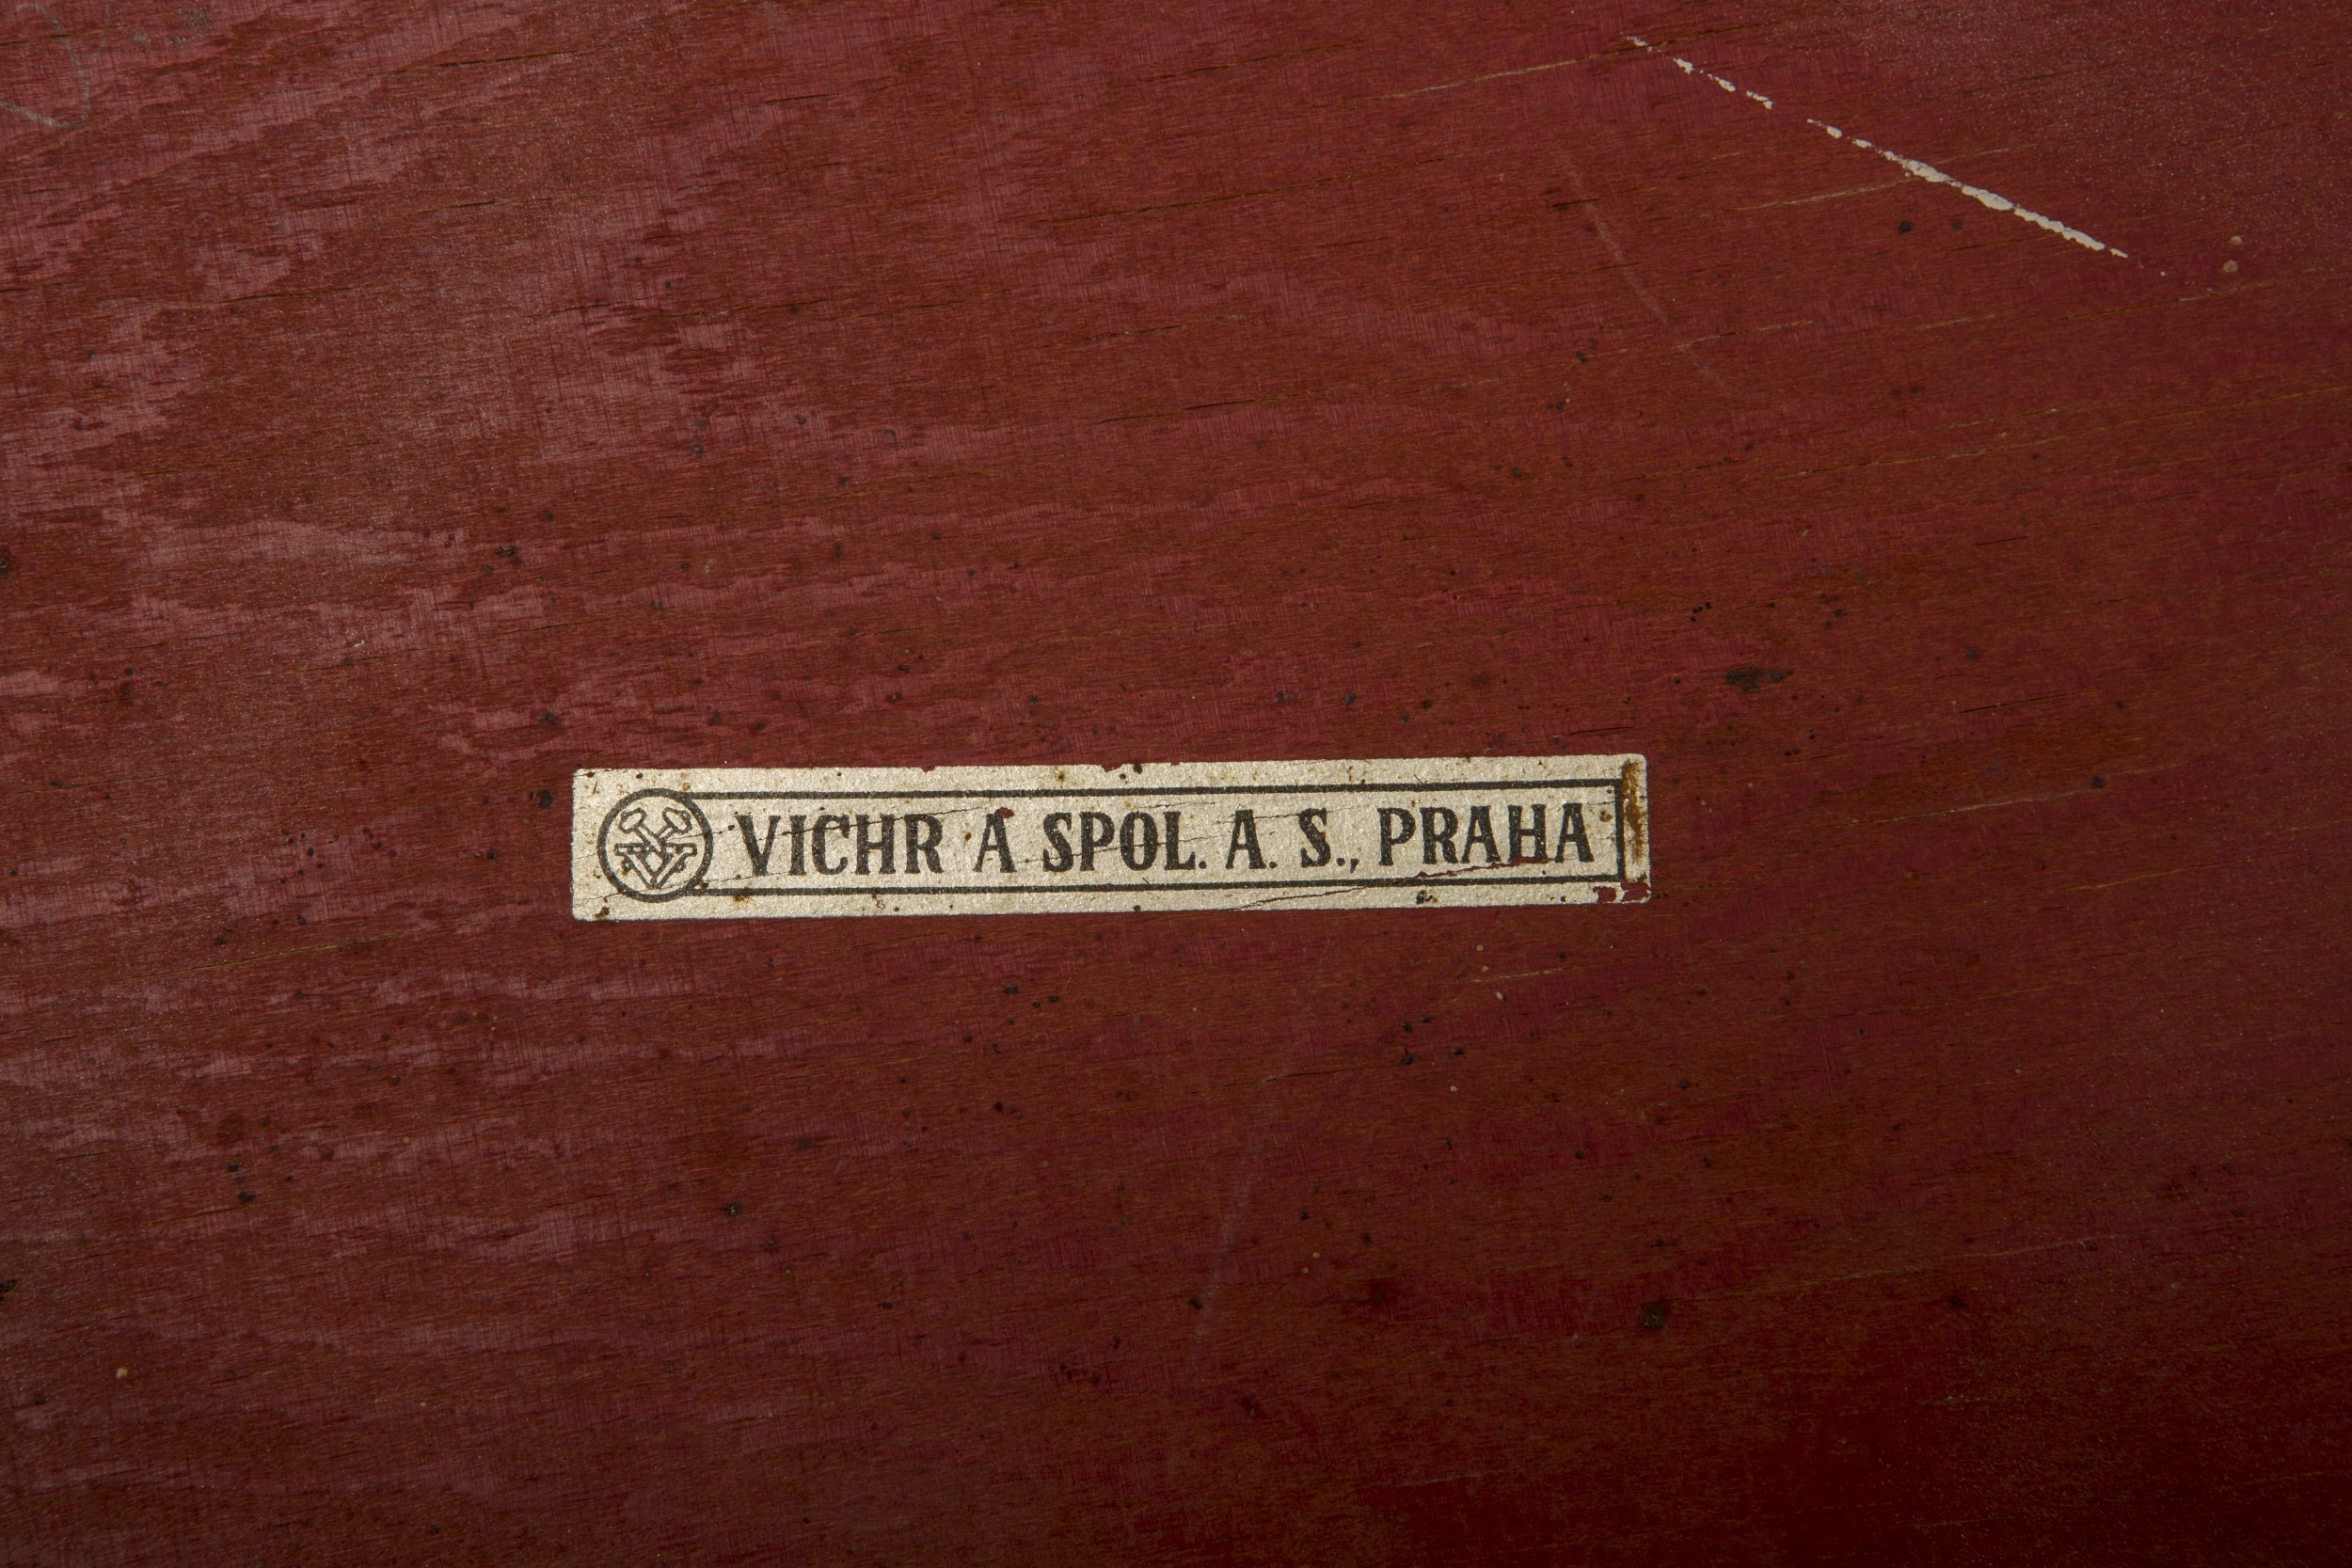 VICHR A SPOL. A. S., PRAHA